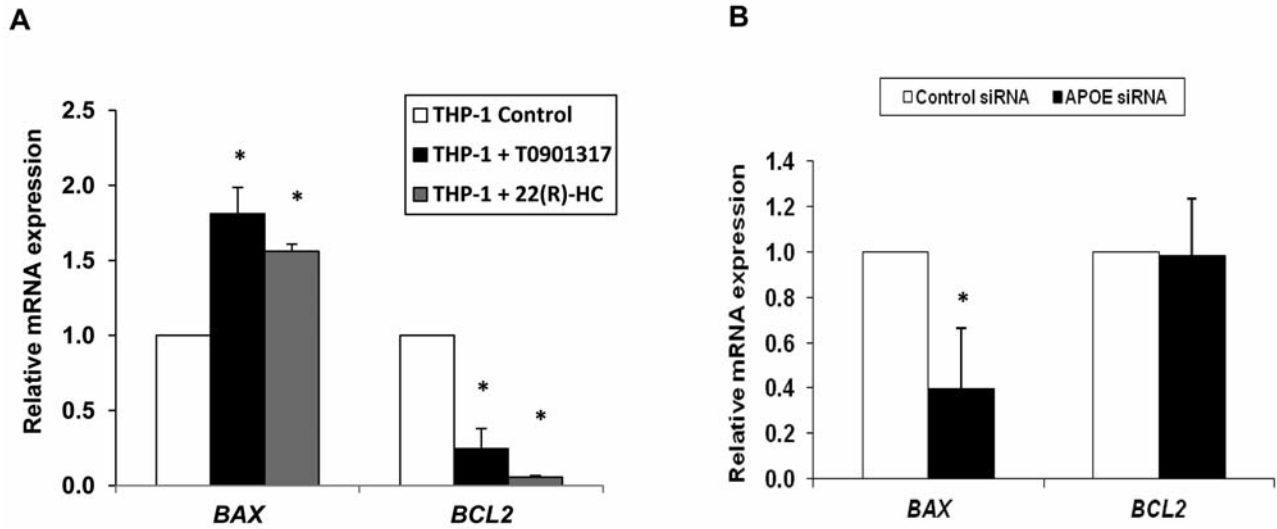 A
B
Relative mRNA expression
2.5
2.0
1.5
1.0
0.5
0.0
THP-1 Control
THP-1 + T0901317
THP-1 + 22(R)-HC
*
*
*
*
BAX
BCL2
Control siRNA
APOE siRNA
Relative mRNA expression
1.4
1.2
1.0
0.8
0.6
0.4
0.2
0.0
*
BAX
BCL2